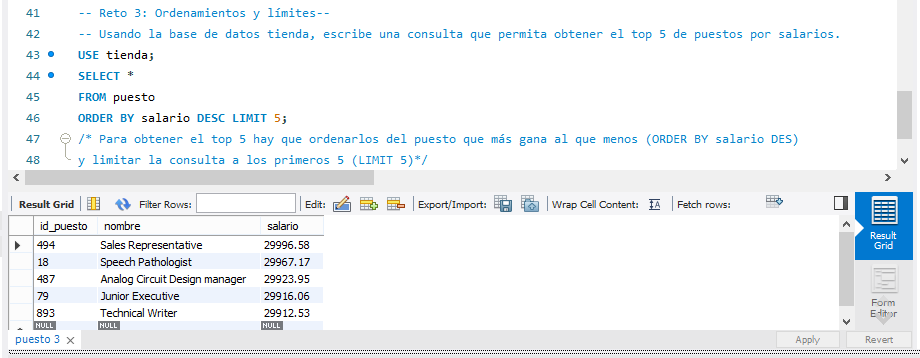 41 -- Reto 3: Ordenamientos y límites--
42 -- Usando la base de datos tienda, escribe una consulta que permita obtener el top 5 de puestos por salarios.
43 USE tienda;
44 SELECT *
45 FROM puesto
46 ORDER BY salario DESC LIMIT 5;
47 /* Para obtener el top 5 hay que ordenarlos del puesto que más gana al que menos (ORDER BY salario DES)
48 y limitar la consulta a los primeros 5 (LIMIT 5)*/
Result Grid Filter Rows: Edit: Export/Import: Wrap Cell Content: IA Fetch rows:
id_puesto nombre salario
494 Sales Representative 29996.58
18 Speech Pathologist 29967.17
487 Analog Circuit Design manager 29923.95
79 Junior Executive 29916.06
893 Technical Writer 29912.53
NULL NULL NULL
Result Grid
Form Editor
puesto 3 Apply Revert